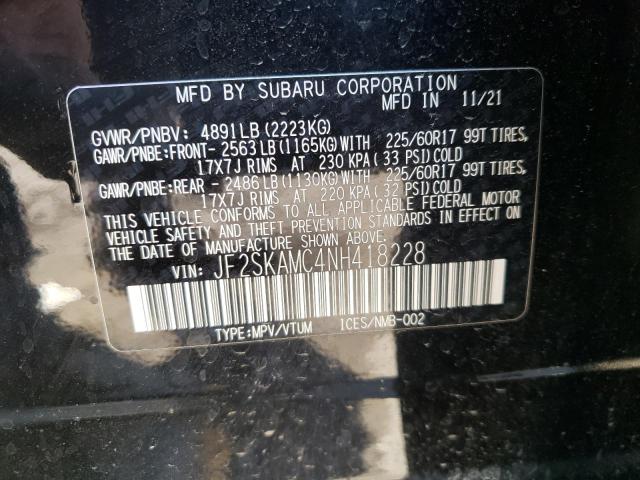 MFD BY SUBARU CORPORATION
MFD IN 11/21
GVWR/PNBV: 4891LB(2223KG)
GAWR/PNBE:FRONT-2563LB(1165KG)WITH 225/60R17 99T TIRES,
17X7J RIMS AT 230 KPA(33 PSI)COLD
GAWR/PNBE:REAR - 2486LB(1130KG)WITH 225/60R17 99T TIRES,
17X7J RIMS AT 220 KPA(32 PSI)COLD
THIS VEHICLE CONFORMS TO ALL APPLICABLE FEDERAL MOTOR
VEHICLE SAFETY AND THEFT PREVENTION STANDARDS IN EFFECT ON
THE DATE OF MANUFACTURE SHOWN ABOVE.
VIN: JF2SKAMC4NH418228
TYPE:MPV/VTUM ICES/NMB-002